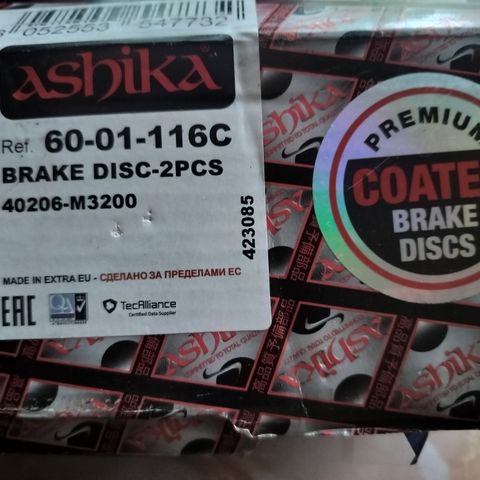 052553 547732
ashika®
Ref. 60-01-116C
BRAKE DISC-2PCS
40206-M3200
423085
MADE IN EXTRA EU - СДЕЛАНО ЗА ПРЕДЕЛАМИ ЕС
EAC
TecAlliance
Certified Data Supplier
PREMIUM
COATE
BRAKE
DISCS
Ashika
Ashika
Ashika